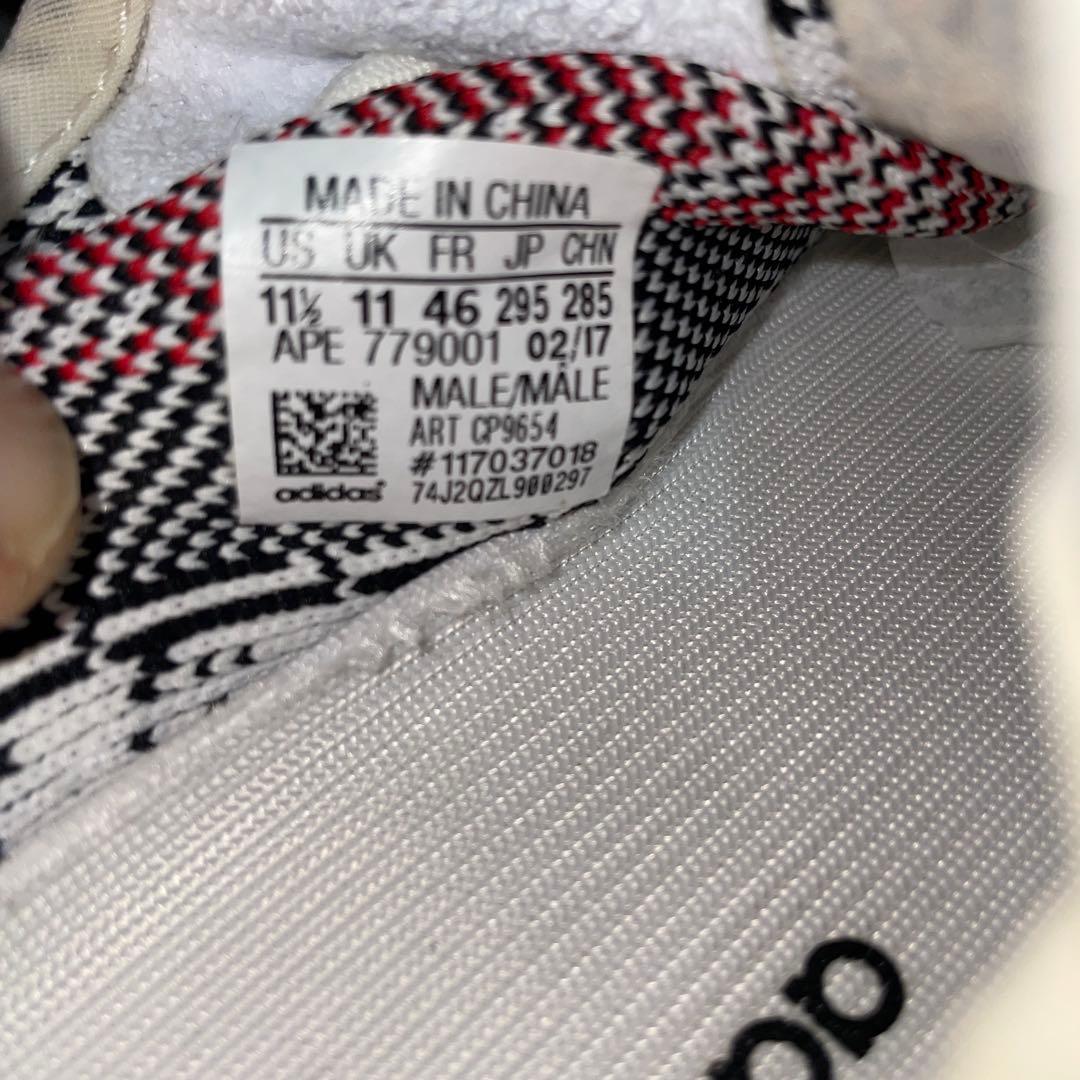 MADE IN CHINA
US UK FR JP CHN
11½ 11 46 295 285
APE 779001 02/17
MALE/MÂLE
ART CP9654
#117037018
adidas® 74J2QZL900297